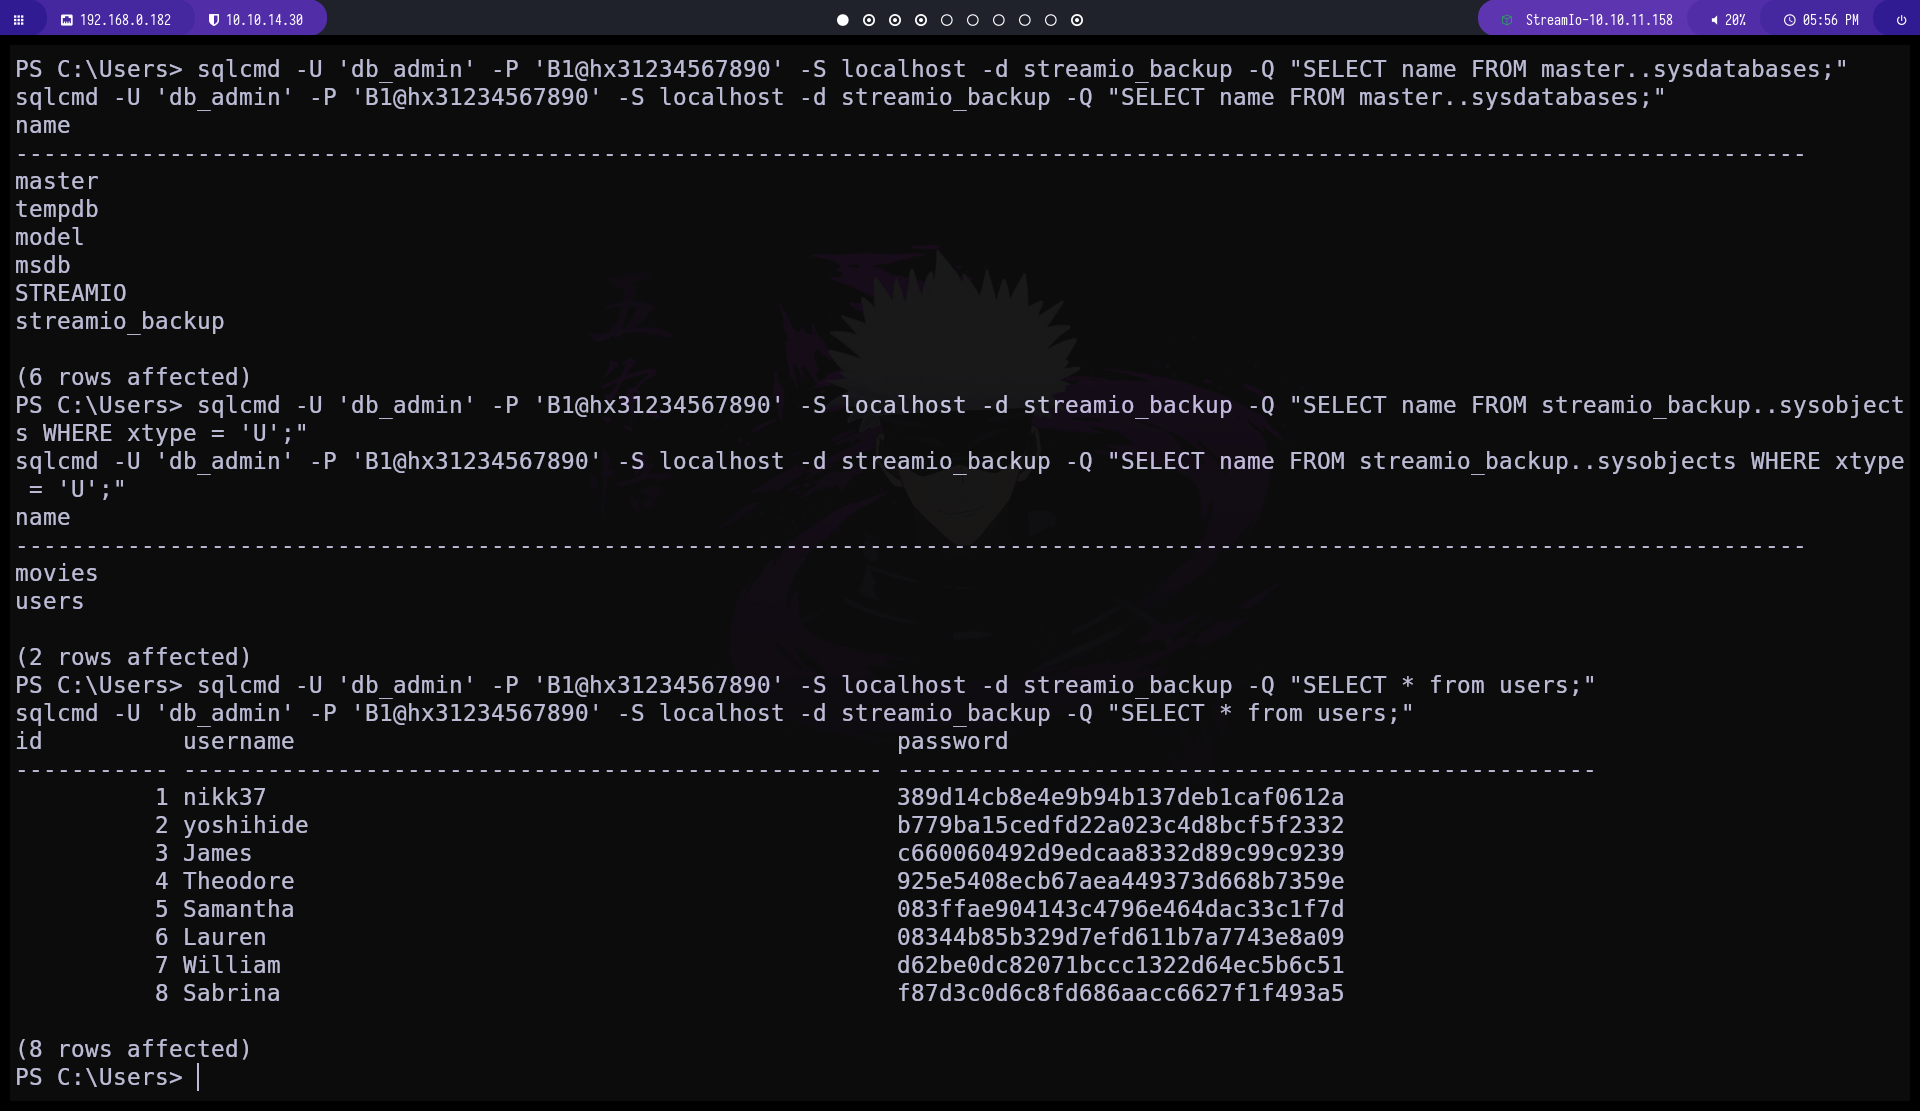 192.168.0.182 10.10.14.30 StreamIo-10.10.11.158 20% 05:56 PM
PS C:\Users> sqlcmd -U 'db_admin' -P 'B1@hx31234567890' -S localhost -d streamio_backup -Q "SELECT name FROM master..sysdatabases;"
sqlcmd -U 'db_admin' -P 'B1@hx31234567890' -S localhost -d streamio_backup -Q "SELECT name FROM master..sysdatabases;"
name
--------------------------------------------------------------------------------------------------------------------------------
master
tempdb
model
msdb
STREAMIO
streamio_backup
(6 rows affected)
PS C:\Users> sqlcmd -U 'db_admin' -P 'B1@hx31234567890' -S localhost -d streamio_backup -Q "SELECT name FROM streamio_backup..sysobject
s WHERE xtype = 'U';"
sqlcmd -U 'db_admin' -P 'B1@hx31234567890' -S localhost -d streamio_backup -Q "SELECT name FROM streamio_backup..sysobjects WHERE xtype
 = 'U';"
name
--------------------------------------------------------------------------------------------------------------------------------
movies
users
(2 rows affected)
PS C:\Users> sqlcmd -U 'db_admin' -P 'B1@hx31234567890' -S localhost -d streamio_backup -Q "SELECT * from users;"
sqlcmd -U 'db_admin' -P 'B1@hx31234567890' -S localhost -d streamio_backup -Q "SELECT * from users;"
id          username                                           password
----------- -------------------------------------------------- --------------------------------------------------
          1 nikk37                                             389d14cb8e4e9b94b137deb1caf0612a
          2 yoshihide                                          b779ba15cedfd22a023c4d8bcf5f2332
          3 James                                              c660060492d9edcaa8332d89c99c9239
          4 Theodore                                           925e5408ecb67aea449373d668b7359e
          5 Samantha                                           083ffae904143c4796e464dac33c1f7d
          6 Lauren                                             08344b85b329d7efd611b7a7743e8a09
          7 William                                            d62be0dc82071bccc1322d64ec5b6c51
          8 Sabrina                                            f87d3c0d6c8fd686aacc6627f1f493a5
(8 rows affected)
PS C:\Users>